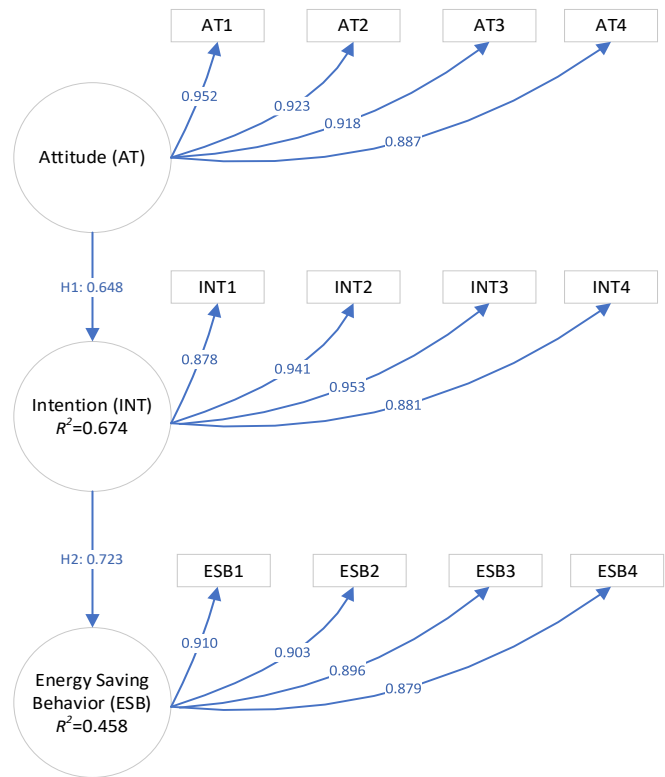 AT1 AT2 AT3 AT4
0.952
0.923
0.918
0.887
Attitude (AT)
H1: 0.648
INT1 INT2 INT3 INT4
0.878
0.941
0.953
0.881
Intention (INT)
R²=0.674
H2: 0.723
ESB1 ESB2 ESB3 ESB4
0.910
0.903
0.896
0.879
Energy Saving
Behavior (ESB)
R²=0.458